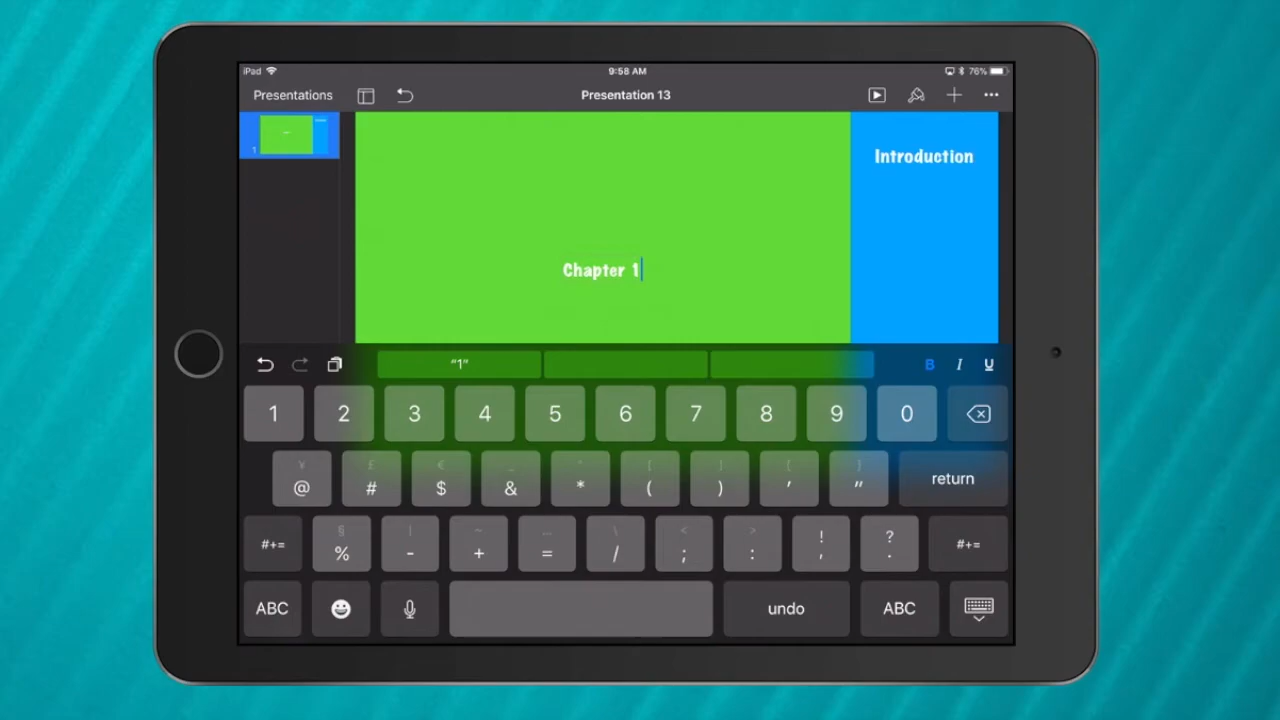 iPad 9:58 AM 76%
Presentations Presentation 13
1
Introduction
Chapter 1
“1” B I U
1 2 3 4 5 6 7 8 9 0
¥ £ € _ ^ [ ] { }
@ # $ & * ( ) ' "
return
§ | ~ … \ < > ! ?
#+= % - + = / ; : , . #+=
ABC undo ABC